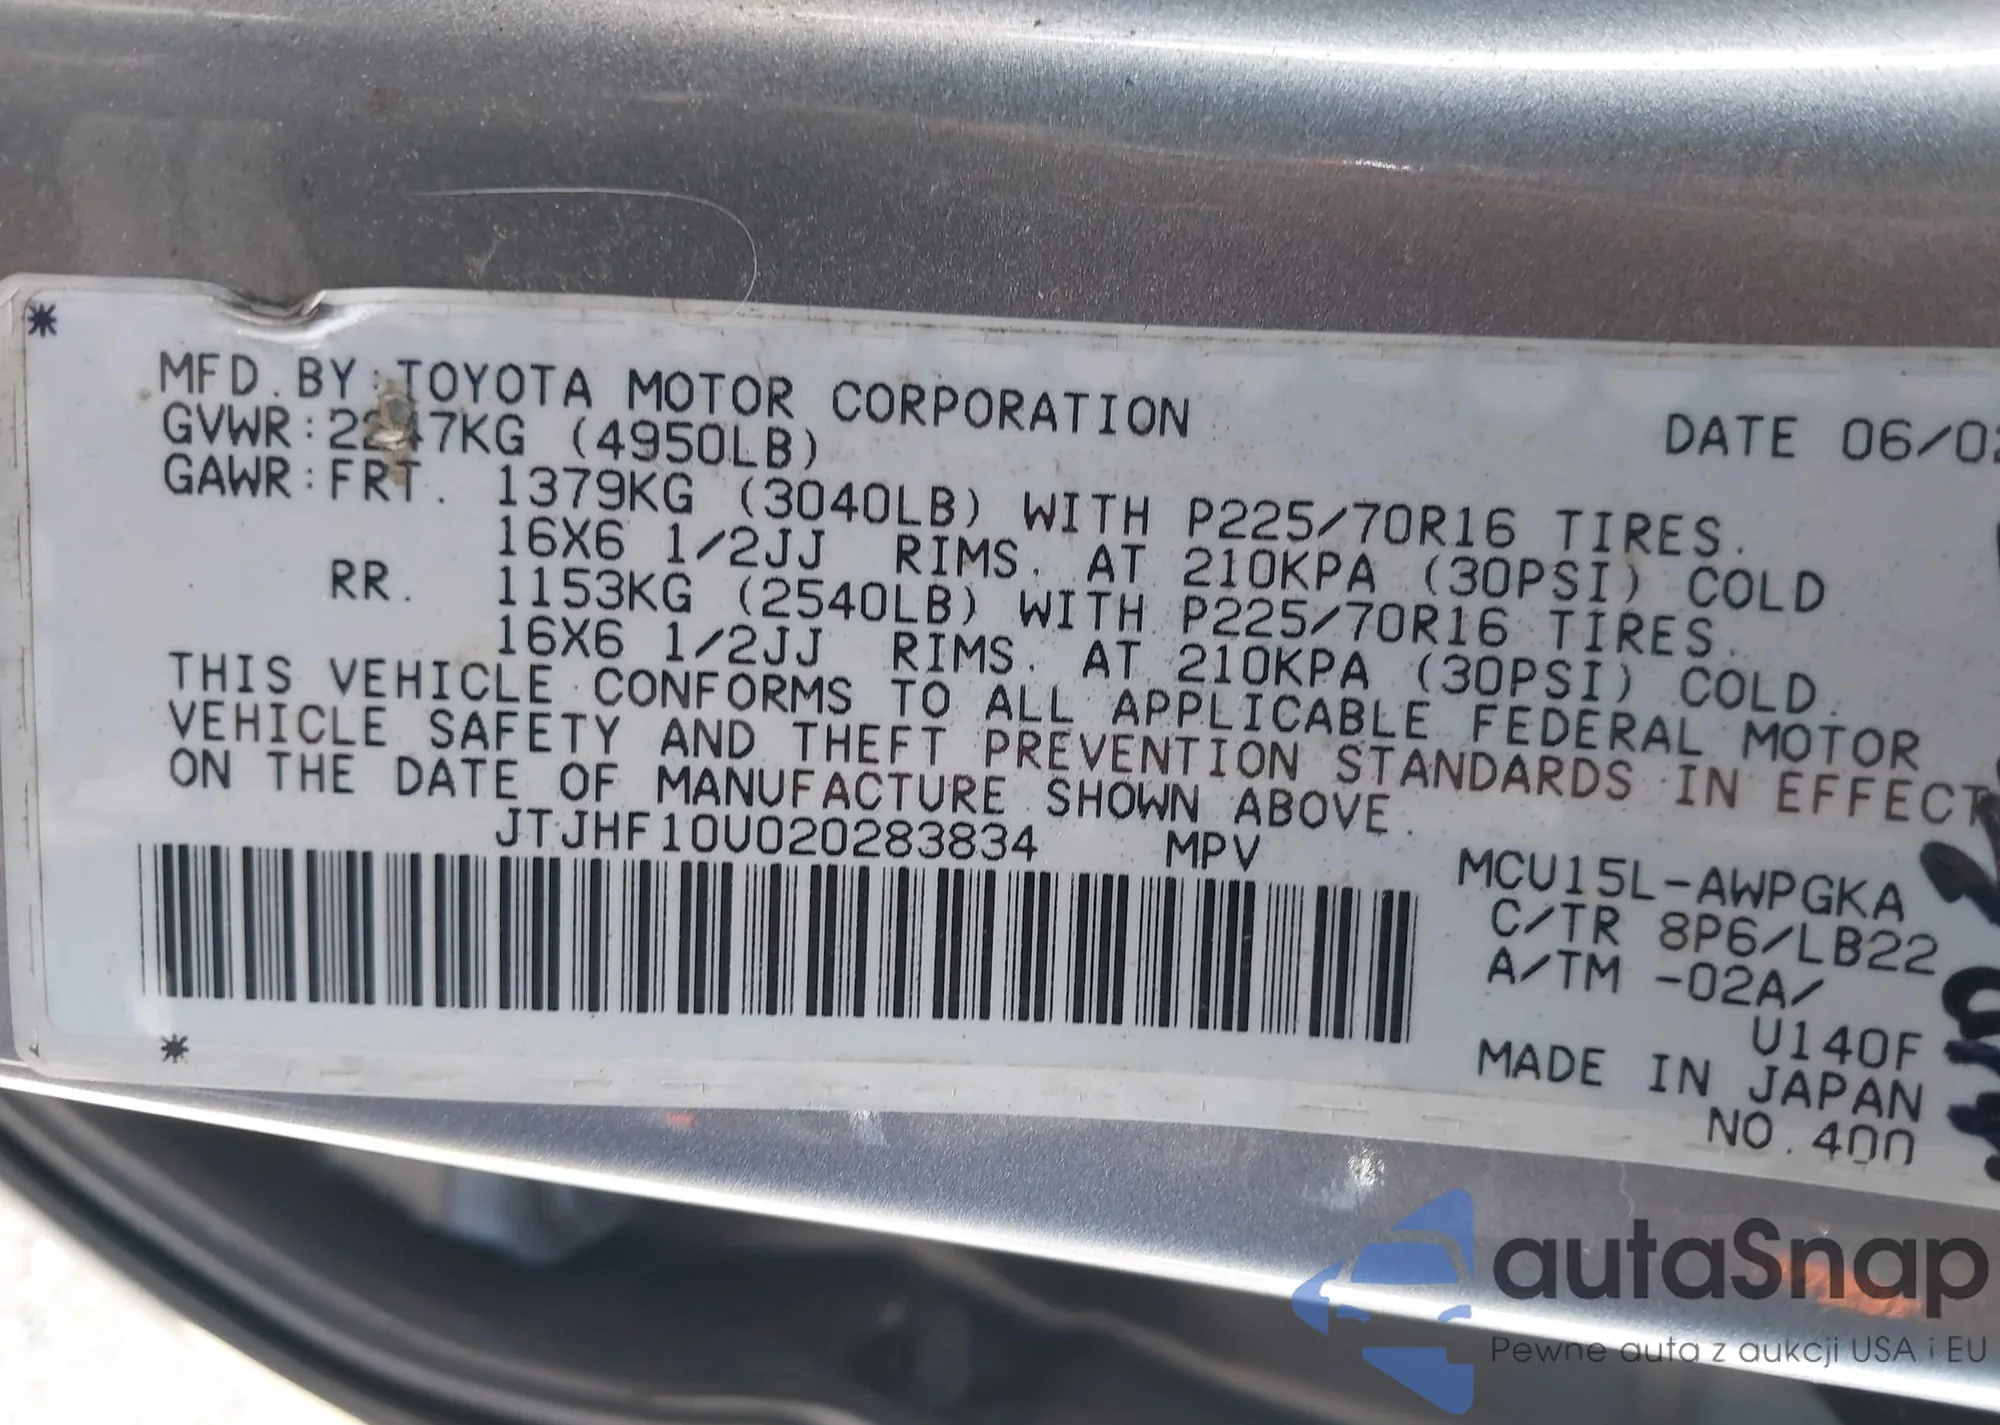 MFD. BY: TOYOTA MOTOR CORPORATION DATE 06/02
GVWR: 2247KG (4950LB)
GAWR: FRT. 1379KG (3040LB) WITH P225/70R16 TIRES.
16X6 1/2JJ RIMS. AT 210KPA (30PSI) COLD
RR. 1153KG (2540LB) WITH P225/70R16 TIRES.
16X6 1/2JJ RIMS. AT 210KPA (30PSI) COLD.
THIS VEHICLE CONFORMS TO ALL APPLICABLE FEDERAL MOTOR
VEHICLE SAFETY AND THEFT PREVENTION STANDARDS IN EFFECT
ON THE DATE OF MANUFACTURE SHOWN ABOVE.
JTJHF10U020283834 MPV
MCU15L-AWPGKA
C/TR 8P6/LB22
A/TM -02A/
U140F
MADE IN JAPAN
NO. 400
autaSnap
Pewne auta z aukcji USA i EU